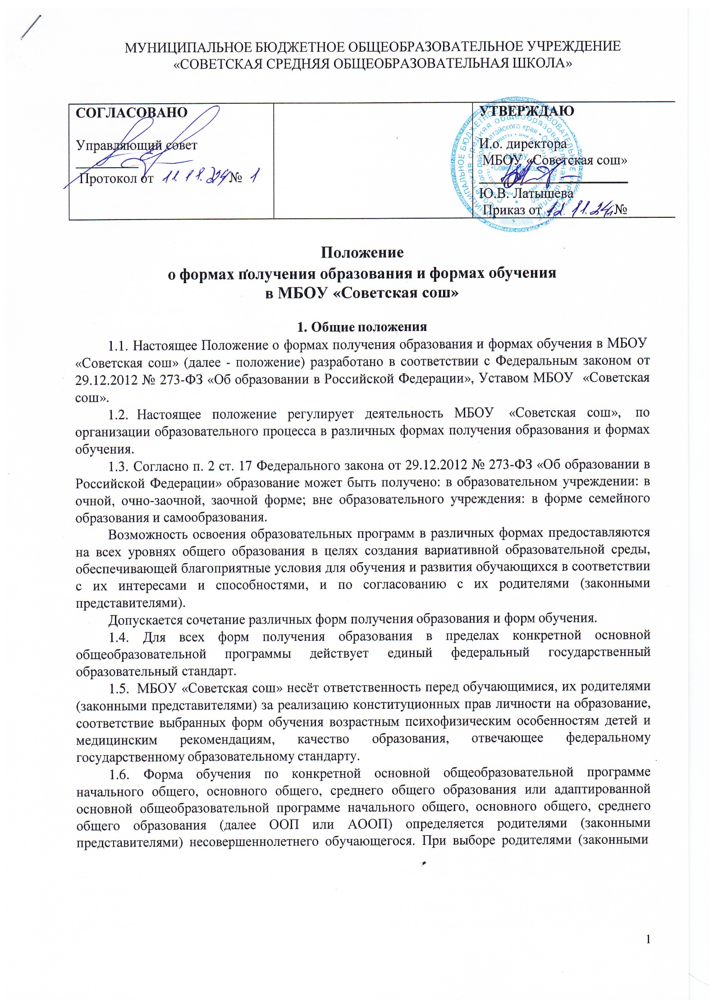 МУНИЦИПАЛЬНОЕ БЮДЖЕТНОЕ ОБЩЕОБРАЗОВАТЕЛЬНОЕ УЧРЕЖДЕНИЕ
«СОВЕТСКАЯ СРЕДНЯЯ ОБЩЕОБРАЗОВАТЕЛЬНАЯ ШКОЛА»
СОГЛАСОВАНО
Управляющий совет
Протокол от 11.11.24 № 1
УТВЕРЖДАЮ
И.о. директора
МБОУ «Советская сош»
Ю.В. Латышева
Приказ от 12.11.24 №
Положение
о формах получения образования и формах обучения
в МБОУ «Советская сош»
1. Общие положения
1.1. Настоящее Положение о формах получения образования и формах обучения в МБОУ
«Советская сош» (далее - положение) разработано в соответствии с Федеральным законом от
29.12.2012 № 273-ФЗ «Об образовании в Российской Федерации», Уставом МБОУ «Советская
сош».
1.2. Настоящее положение регулирует деятельность МБОУ «Советская сош», по
организации образовательного процесса в различных формах получения образования и формах
обучения.
1.3. Согласно п. 2 ст. 17 Федерального закона от 29.12.2012 № 273-ФЗ «Об образовании в
Российской Федерации» образование может быть получено: в образовательном учреждении: в
очной, очно-заочной, заочной форме; вне образовательного учреждения: в форме семейного
образования и самообразования.
Возможность освоения образовательных программ в различных формах предоставляются
на всех уровнях общего образования в целях создания вариативной образовательной среды,
обеспечивающей благоприятные условия для обучения и развития обучающихся в соответствии
с их интересами и способностями, и по согласованию с их родителями (законными
представителями).
Допускается сочетание различных форм получения образования и форм обучения.
1.4. Для всех форм получения образования в пределах конкретной основной
общеобразовательной программы действует единый федеральный государственный
образовательный стандарт.
1.5. МБОУ «Советская сош» несёт ответственность перед обучающимися, их родителями
(законными представителями) за реализацию конституционных прав личности на образование,
соответствие выбранных форм обучения возрастным психофизическим особенностям детей и
медицинским рекомендациям, качество образования, отвечающее федеральному
государственному образовательному стандарту.
1.6. Форма обучения по конкретной основной общеобразовательной программе
начального общего, основного общего, среднего общего образования или адаптированной
основной общеобразовательной программе начального общего, основного общего, среднего
общего образования (далее ООП или АООП) определяется родителями (законными
представителями) несовершеннолетнего обучающегося. При выборе родителями (законными
1